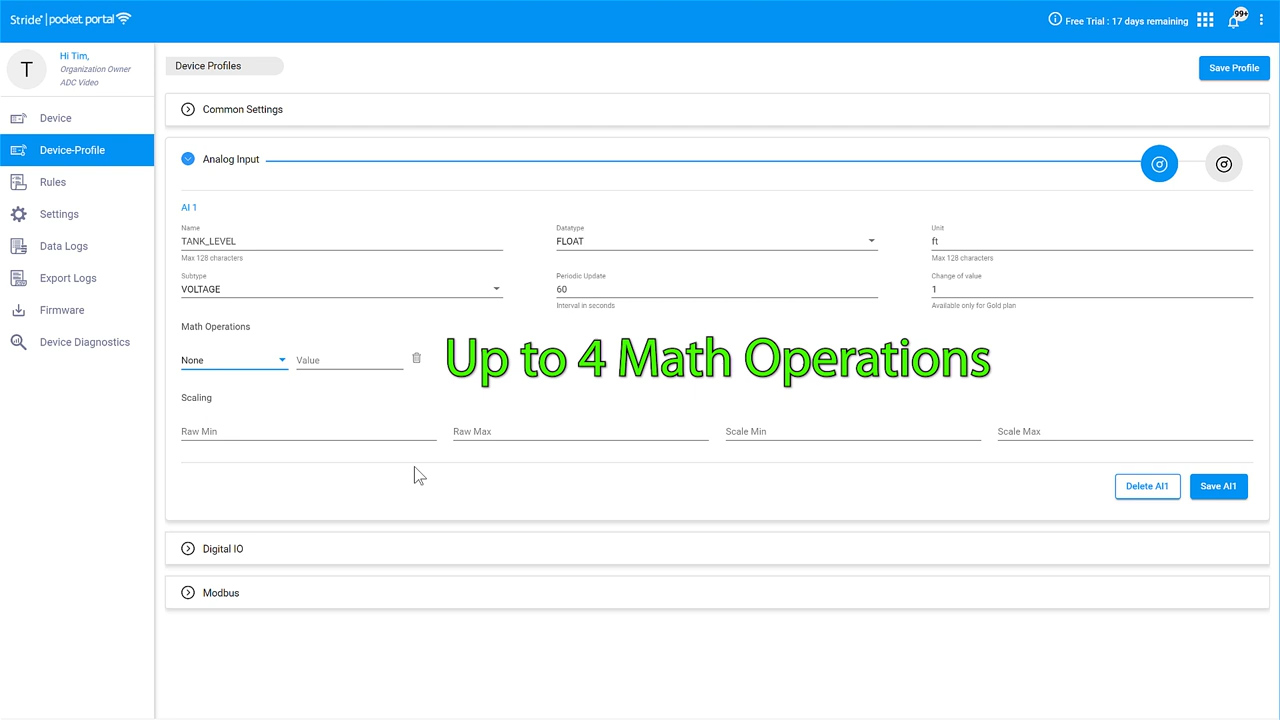 Stride® | pocket portal
Free Trial : 17 days remaining
99+
T
Hi Tim,
Organization Owner
ADC Video
Device
Device-Profile
Rules
Settings
Data Logs
Export Logs
Firmware
Device Diagnostics
Device Profiles
Save Profile
Common Settings
Analog Input
AI 1
Name
Datatype
Unit
TANK_LEVEL
FLOAT
ft
Max 128 characters
Max 128 characters
Subtype
Periodic Update
Change of value
VOLTAGE
60
1
Interval in seconds
Available only for Gold plan
Math Operations
None
Value
Up to 4 Math Operations
Scaling
Raw Min
Raw Max
Scale Min
Scale Max
Delete AI1
Save AI1
Digital IO
Modbus